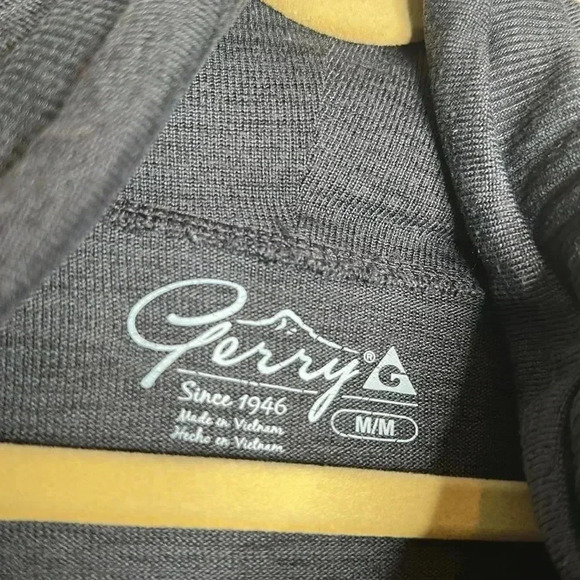 Gerry®
Since 1946
Made in Vietnam
Hecho en Vietnam
M/M